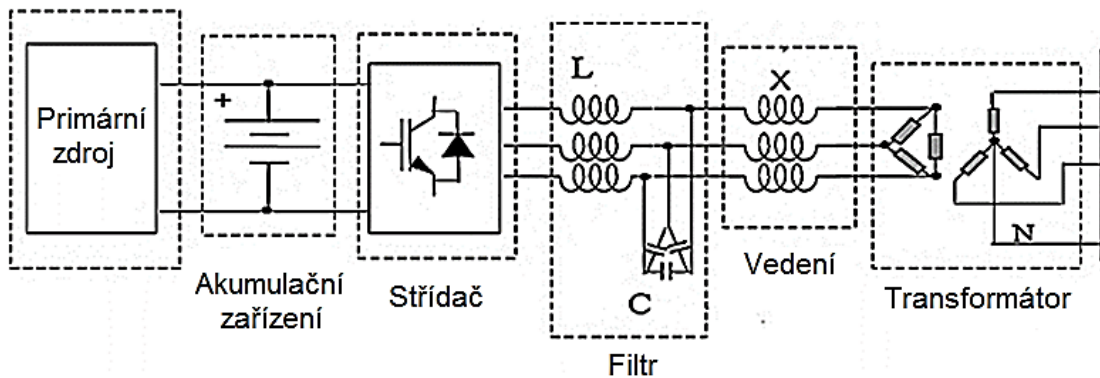 Primární
zdroj
+
Akumulační
zařízení
Střídač
L
C
Filtr
X
Vedení
N
Transformátor